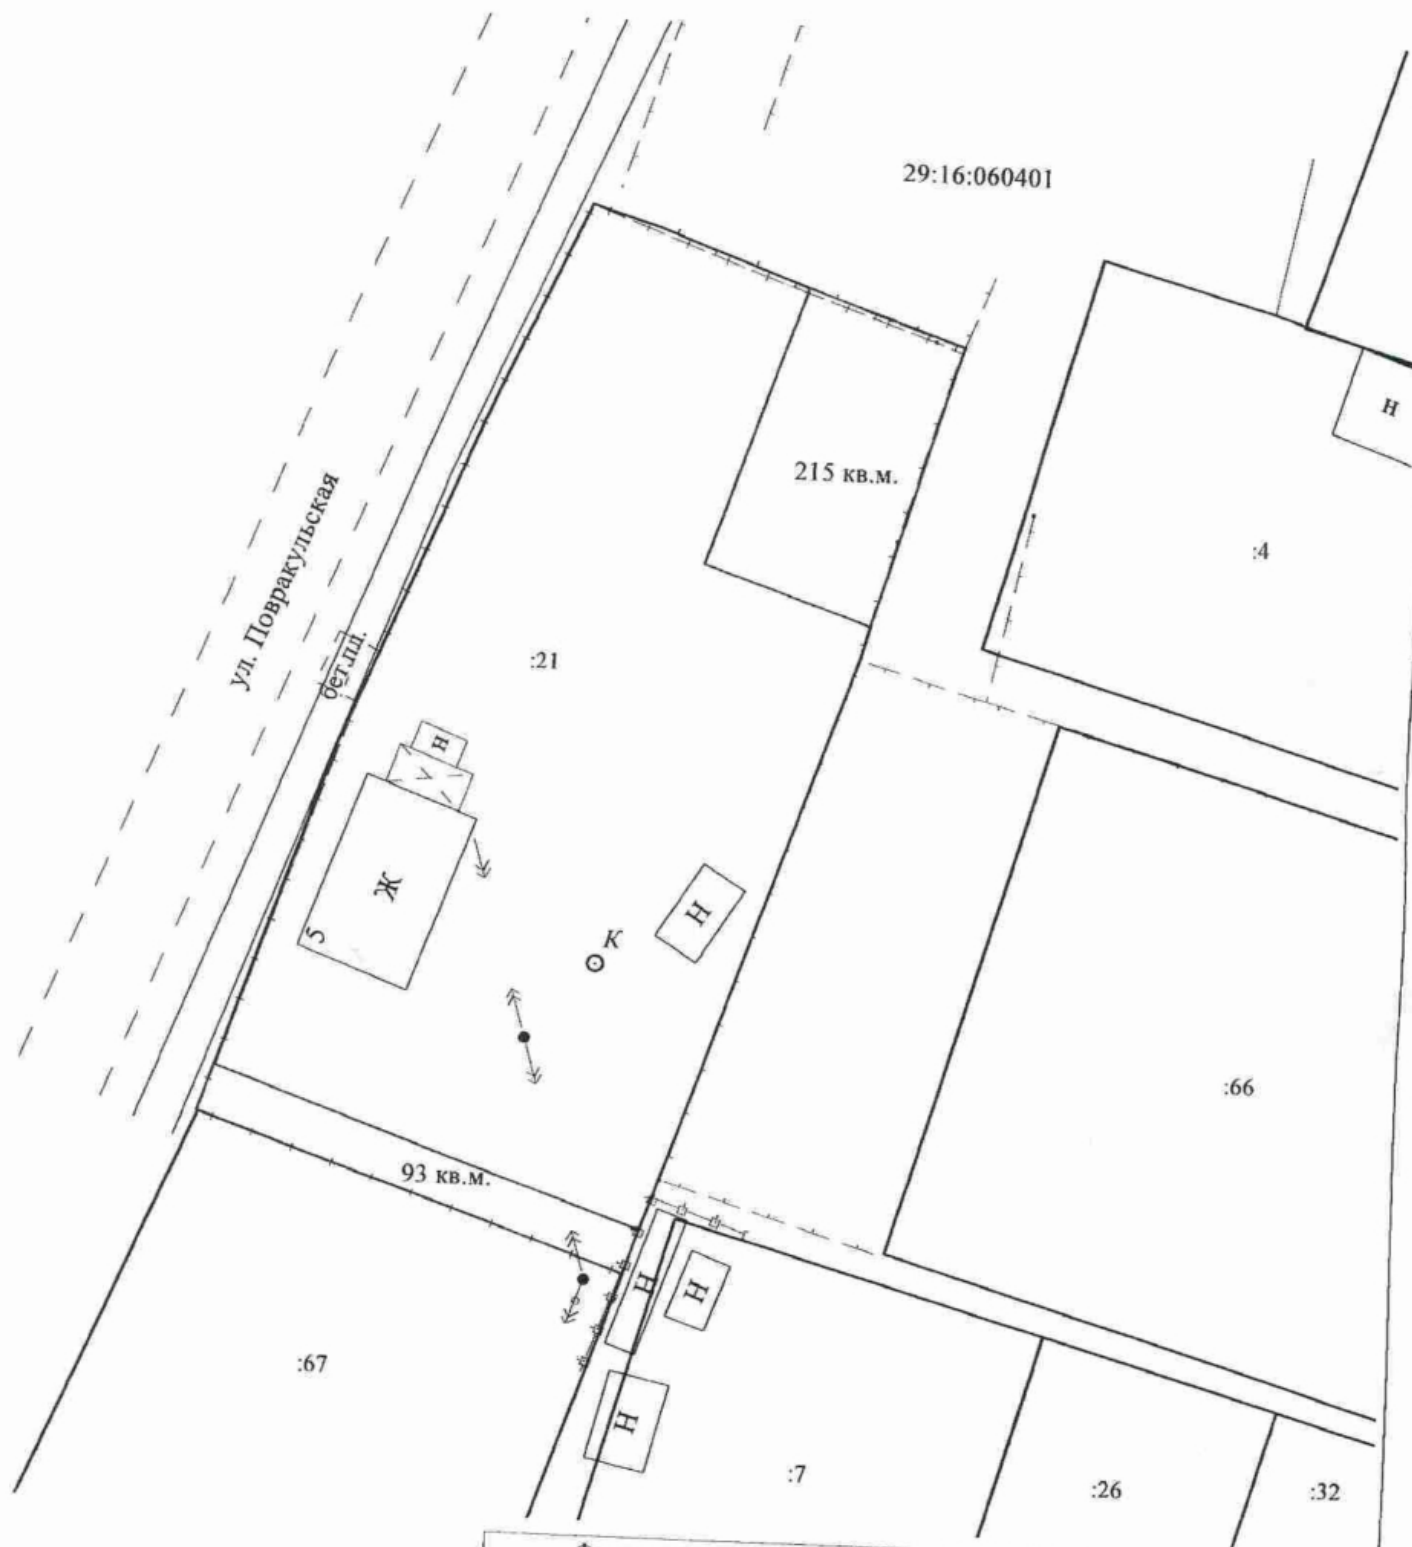 29:16:060401
Н
215 кв.м.
:4
ул. Повракульская
бет.пл.
:21
Н
Ж
5
Н
К
:66
93 кв.м.
Н
Н
:67
Н
:7
:26
:32